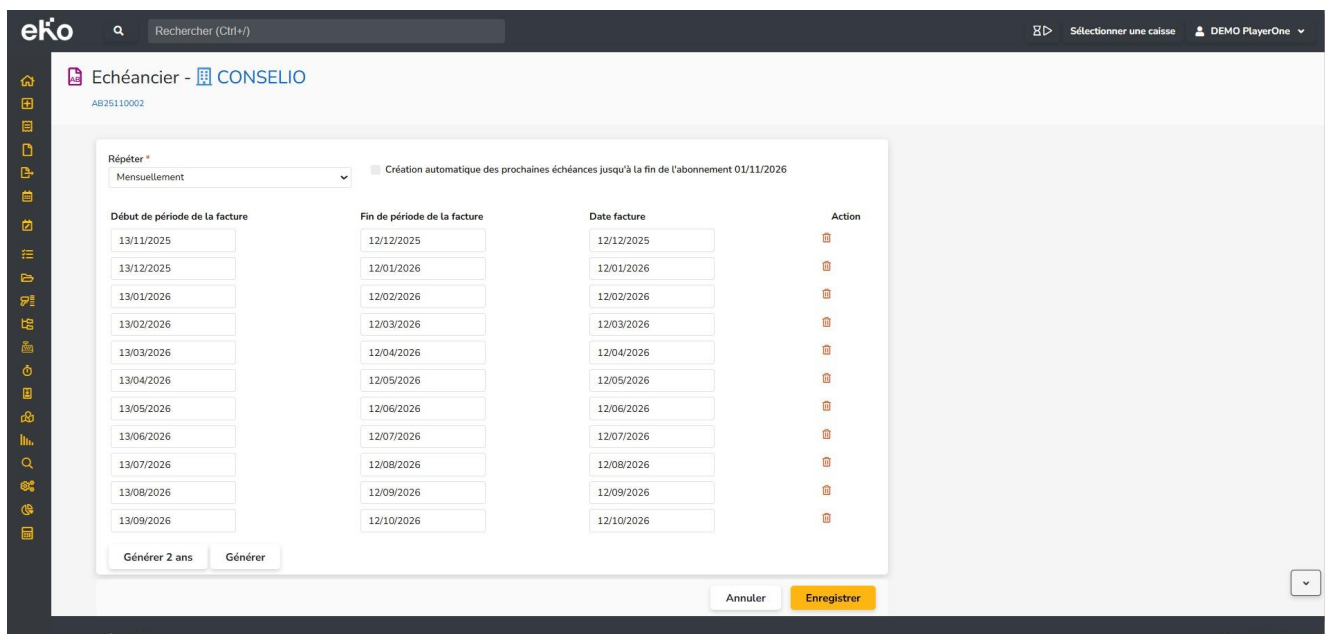 eko
Rechercher (Ctrl+/)
Sélectionner une caisse
DEMO PlayerOne
AB
Echéancier - CONSELIO
AB25110002
Répéter *
Mensuellement
Création automatique des prochaines échéances jusqu'à la fin de l'abonnement 01/11/2026
Début de période de la facture Fin de période de la facture Date facture Action
13/11/2025 12/12/2025 12/12/2025
13/12/2025 12/01/2026 12/01/2026
13/01/2026 12/02/2026 12/02/2026
13/02/2026 12/03/2026 12/03/2026
13/03/2026 12/04/2026 12/04/2026
13/04/2026 12/05/2026 12/05/2026
13/05/2026 12/06/2026 12/06/2026
13/06/2026 12/07/2026 12/07/2026
13/07/2026 12/08/2026 12/08/2026
13/08/2026 12/09/2026 12/09/2026
13/09/2026 12/10/2026 12/10/2026
Générer 2 ans Générer
Annuler Enregistrer